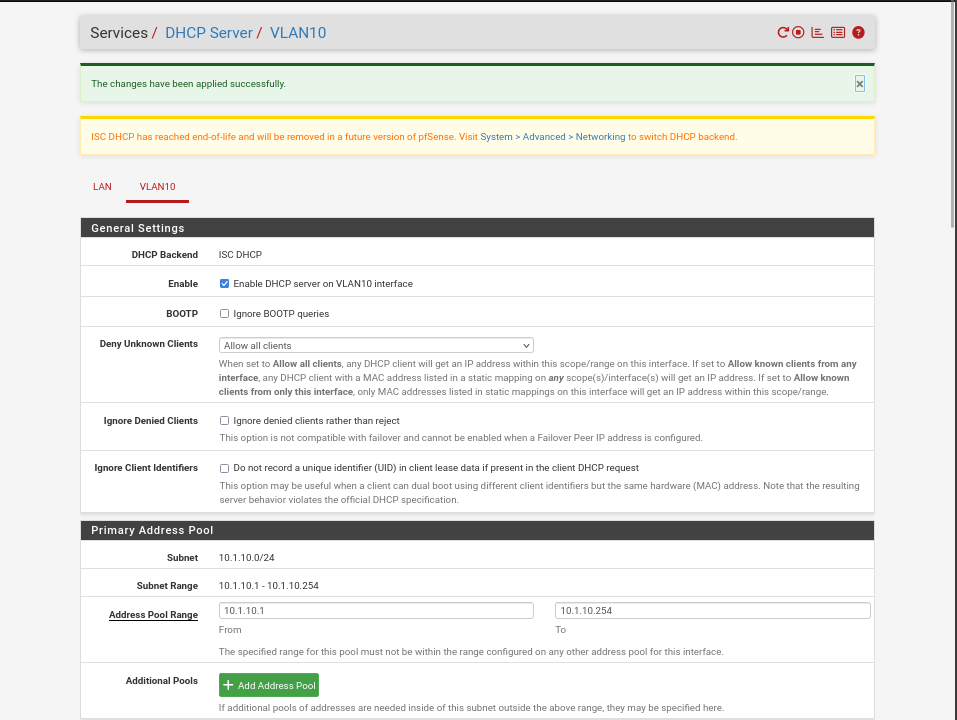 Services / DHCP Server / VLAN10
The changes have been applied successfully.
ISC DHCP has reached end-of-life and will be removed in a future version of pfSense. Visit System > Advanced > Networking to switch DHCP backend.
LAN VLAN10
General Settings
DHCP Backend ISC DHCP
Enable Enable DHCP server on VLAN10 interface
BOOTP Ignore BOOTP queries
Deny Unknown Clients Allow all clients
When set to Allow all clients, any DHCP client will get an IP address within this scope/range on this interface. If set to Allow known clients from any
interface, any DHCP client with a MAC address listed in a static mapping on any scope(s)/interface(s) will get an IP address. If set to Allow known
clients from only this interface, only MAC addresses listed in static mappings on this interface will get an IP address within this scope/range.
Ignore Denied Clients Ignore denied clients rather than reject
This option is not compatible with failover and cannot be enabled when a Failover Peer IP address is configured.
Ignore Client Identifiers Do not record a unique identifier (UID) in client lease data if present in the client DHCP request
This option may be useful when a client can dual boot using different client identifiers but the same hardware (MAC) address. Note that the resulting
server behavior violates the official DHCP specification.
Primary Address Pool
Subnet 10.1.10.0/24
Subnet Range 10.1.10.1 - 10.1.10.254
Address Pool Range 10.1.10.1 10.1.10.254
From To
The specified range for this pool must not be within the range configured on any other address pool for this interface.
Additional Pools Add Address Pool
If additional pools of addresses are needed inside of this subnet outside the above range, they may be specified here.